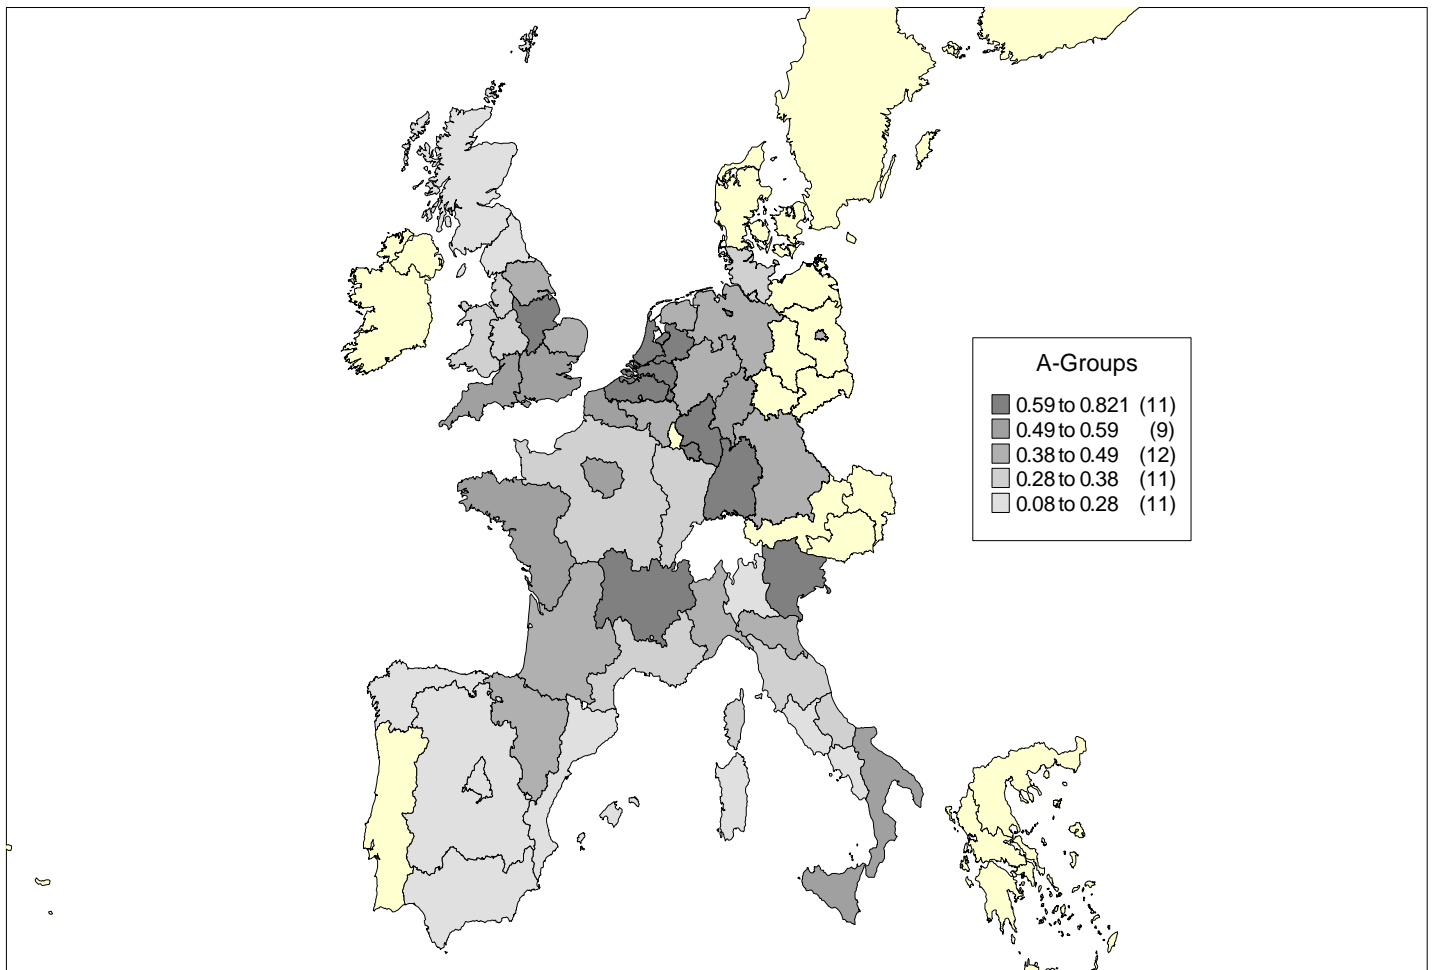 A-Groups
0.59 to 0.821 (11)
0.49 to 0.59 (9)
0.38 to 0.49 (12)
0.28 to 0.38 (11)
0.08 to 0.28 (11)